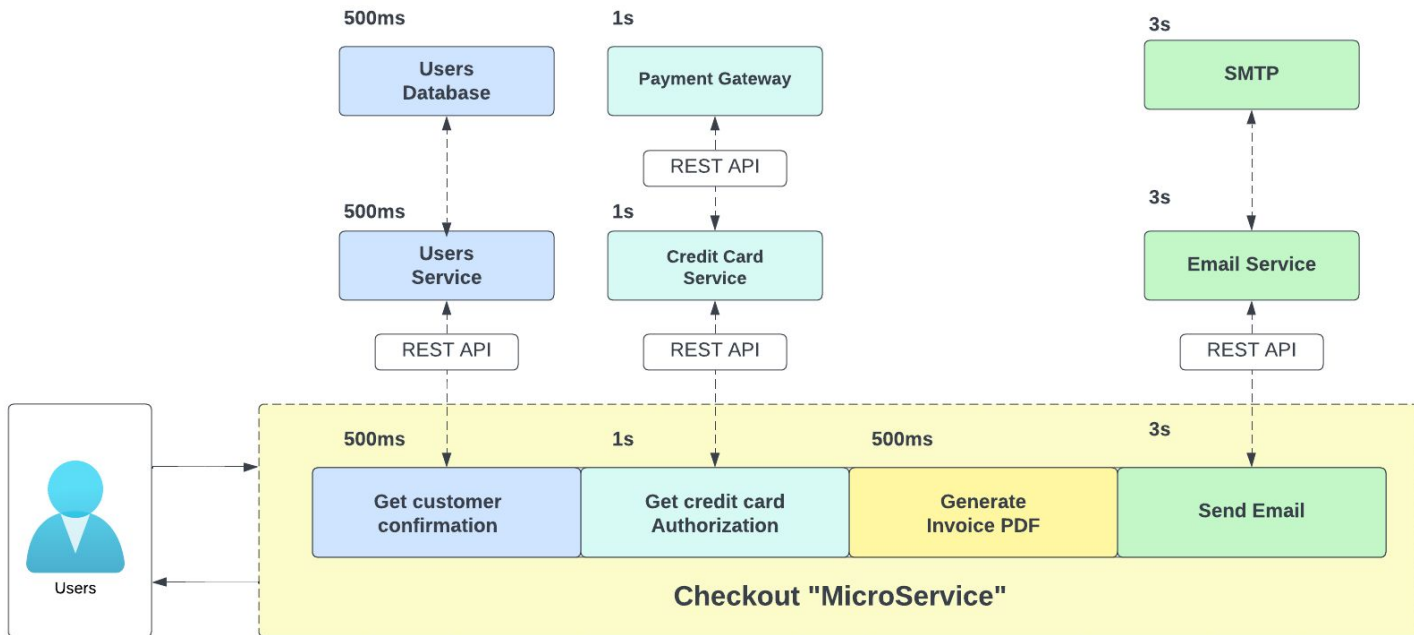 500ms
1s
3s
Users
Database
Payment Gateway
SMTP
REST API
500ms
1s
3s
Users
Service
Credit Card
Service
Email Service
REST API
REST API
REST API
500ms
1s
500ms
3s
Get customer
confirmation
Get credit card
Authorization
Generate
Invoice PDF
Send Email
Users
Checkout "MicroService"